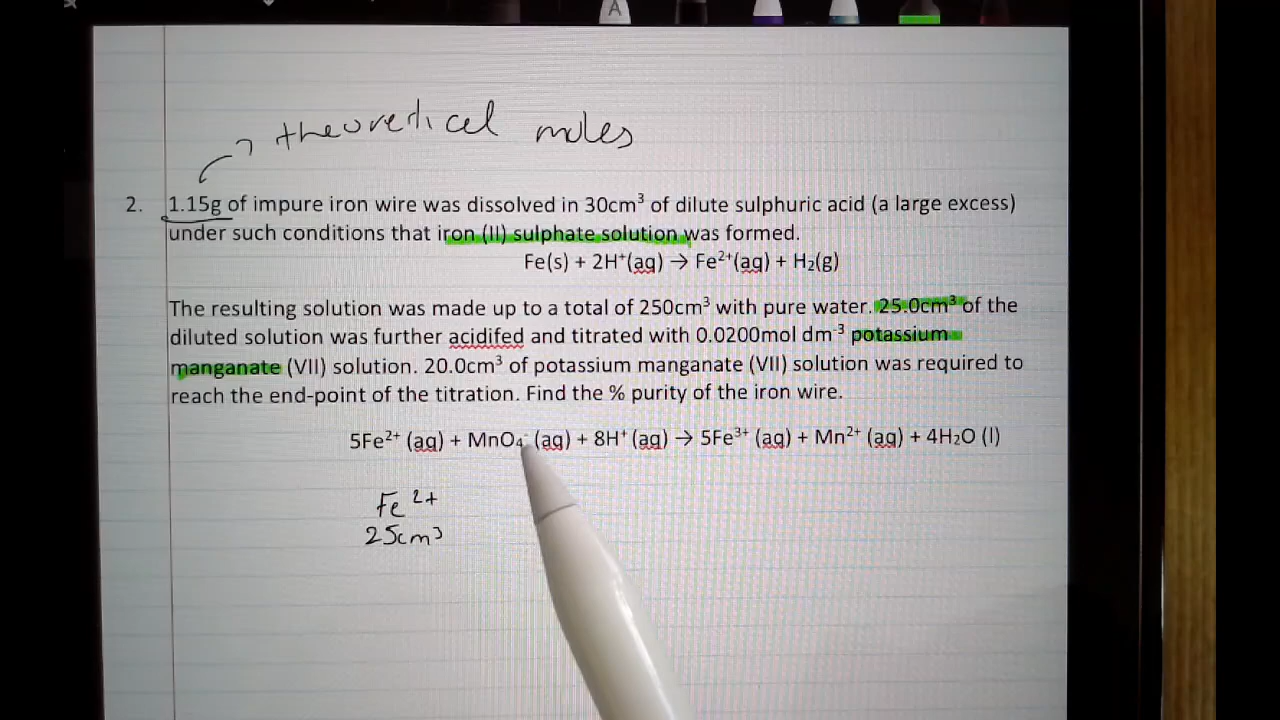 A
theoretical moles
2. 1.15g of impure iron wire was dissolved in 30cm³ of dilute sulphuric acid (a large excess)
under such conditions that iron (II) sulphate solution was formed.
Fe(s) + 2H⁺(aq) → Fe²⁺(aq) + H₂(g)
The resulting solution was made up to a total of 250cm³ with pure water. 25.0cm³ of the
diluted solution was further acidifed and titrated with 0.0200mol dm⁻³ potassium
manganate (VII) solution. 20.0cm³ of potassium manganate (VII) solution was required to
reach the end-point of the titration. Find the % purity of the iron wire.
5Fe²⁺ (aq) + MnO₄⁻ (aq) + 8H⁺ (aq) → 5Fe³⁺ (aq) + Mn²⁺ (aq) + 4H₂O (l)
Fe²⁺
25cm³